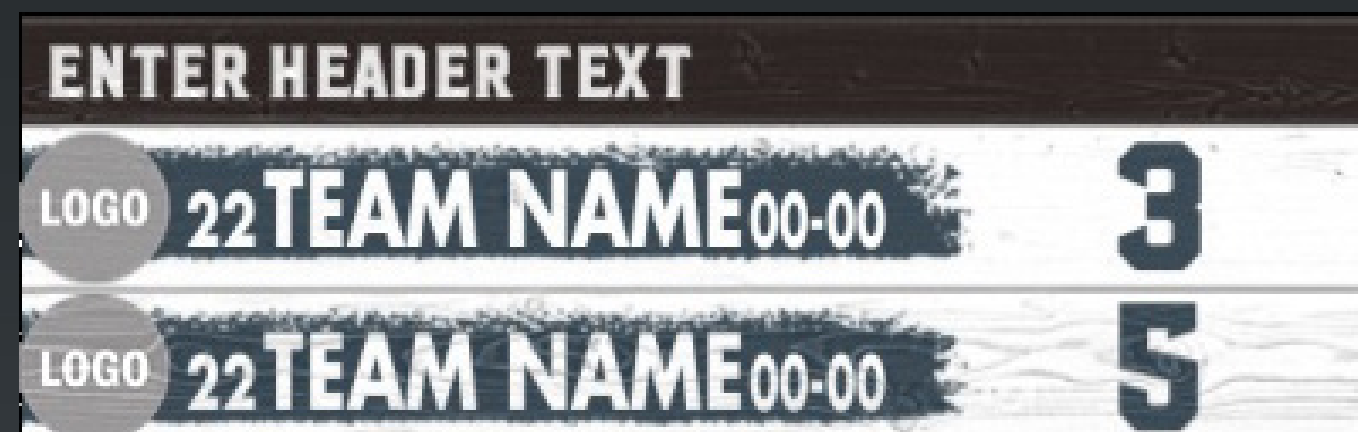 ENTER HEADER TEXT
LOGO 22 TEAM NAME 00-00 3
LOGO 22 TEAM NAME 00-00 5